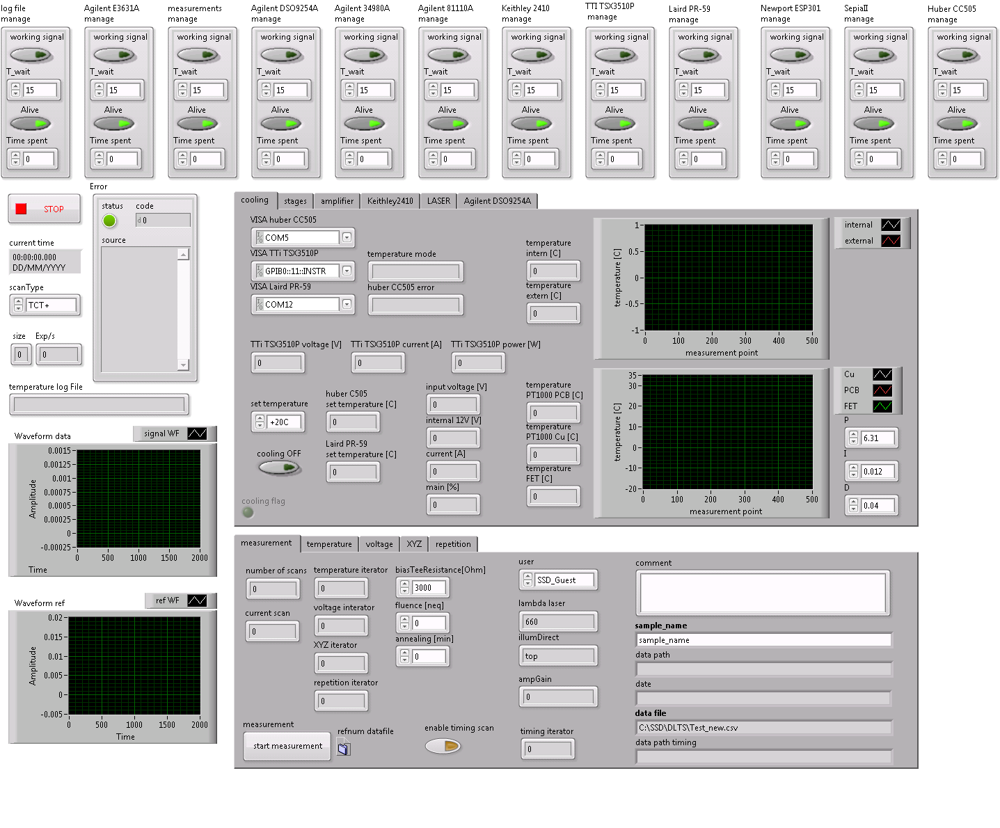 log file manage
working signal
T_wait
15
Alive
Time spent
0
Agilent E3631A manage
working signal
T_wait
15
Alive
Time spent
0
measurements manage
working signal
T_wait
15
Alive
Time spent
0
Agilent DSO9254A manage
working signal
T_wait
15
Alive
Time spent
0
Agilent 34980A manage
working signal
T_wait
15
Alive
Time spent
0
Agilent 81110A manage
working signal
T_wait
15
Alive
Time spent
0
Keithley 2410 manage
working signal
T_wait
15
Alive
Time spent
0
TTI TSX3510P manage
working signal
T_wait
15
Alive
Time spent
0
Laird PR-59 manage
working signal
T_wait
15
Alive
Time spent
0
Newport ESP301 manage
working signal
T_wait
15
Alive
Time spent
0
SepiaII manage
working signal
T_wait
15
Alive
Time spent
0
Huber CC505 manage
working signal
T_wait
15
Alive
Time spent
0
STOP
Error
status
code
d 0
source
current time
00:00:00.000
DD/MM/YYYY
scanType
TCT+
size
0
Exp/s
0
temperature log File
Waveform data
signal WF
Amplitude
0.0015
0.00125
0.001
0.00075
0.0005
0.00025
0
-0.00025
0 500 1000 1500 2000
Time
Waveform ref
ref WF
Amplitude
0.02
0.015
0.01
0.005
0
-0.005
0 500 1000 1500 2000
Time
cooling stages amplifier Keithley2410 LASER Agilent DSO9254A
VISA huber CC505
COM5
VISA TTi TSX3510P
GPIB0::11::INSTR
VISA Laird PR-59
COM12
temperature mode
huber CC505 error
temperature
intern [C]
0
temperature
extern [C]
0
TTi TSX3510P voltage [V]
0
TTi TSX3510P current [A]
0
TTi TSX3510P power [W]
0
set temperature
+20C
cooling OFF
cooling flag
huber C505
set temperature [C]
0
Laird PR-59
set temperature [C]
0
input voltage [V]
0
internal 12V [V]
0
current [A]
0
main [%]
0
temperature
PT1000 PCB [C]
0
temperature
PT1000 Cu [C]
0
temperature
FET [C]
0
temperature [C]
1
0.5
0
-0.5
-1
0 100 200 300 400 500
measurement point
internal
external
temperature [C]
35
30
20
10
0
-10
-20
0 100 200 300 400 500
measurement point
Cu
PCB
FET
P
6.31
I
0.012
D
0.04
measurement temperature voltage XYZ repetition
number of scans
0
current scan
0
temperature iterator
0
voltage interator
0
XYZ iterator
0
repetition iterator
0
biasTeeResistance[Ohm]
3000
fluence [neq]
0
annealing [min]
0
user
SSD_Guest
lambda laser
660
illumDirect
top
ampGain
0
comment
sample_name
sample_name
data path
date
data file
C:\SSD\DLTS\Test_new.csv
data path timing
measurement
start measurement
refnum datafile
enable timing scan
timing iterator
0